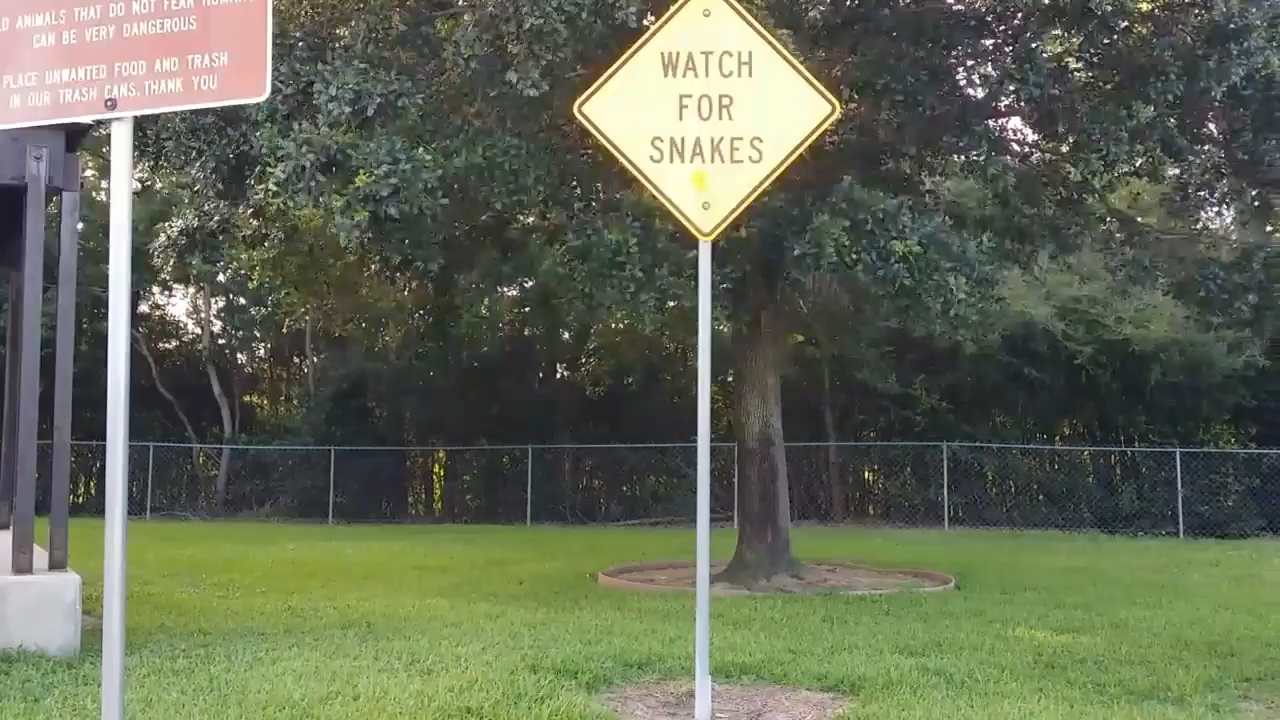 ANIMALS THAT DO NOT FEAR
CAN BE VERY DANGEROUS
PLACE UNWANTED FOOD AND TRASH
IN OUR TRASH CANS. THANK YOU
WATCH
FOR
SNAKES